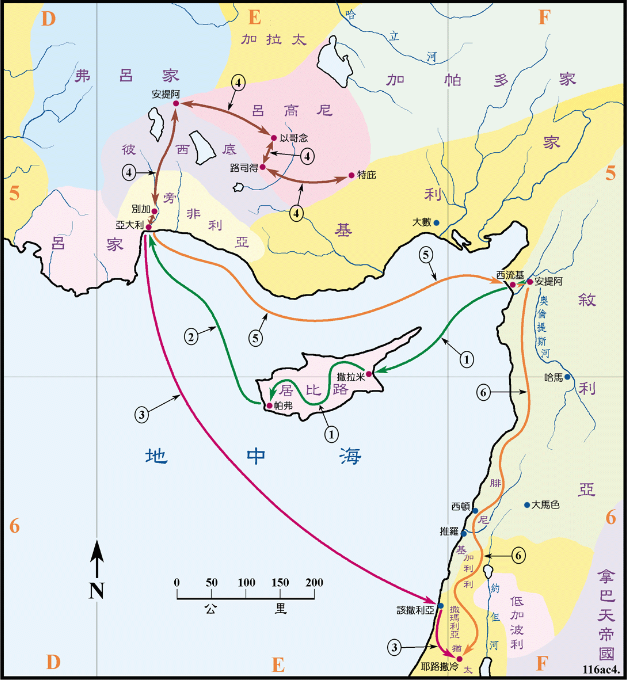 D
E
F
加拉太
哈立河
弗呂家
加帕多家
安提阿
④
呂高尼
④
以哥念
彼西底
④
路司得
特庇
④
④
5
5
別加
旁非利亞
亞大利
呂家
基利家
大數
⑤
西流基
安提阿
敘利亞
奧倫提斯河
②
⑤
①
撒拉米
哈馬
居比路
⑥
③
帕弗
①
地中海
腓尼基
西頓
大馬色
6
6
推羅
加利利
⑥
N
0 50 100 150 200
公里
約但河
拿巴天帝國
該撒利亞
撒瑪利亞
低加波利
③
猶太
耶路撒冷
D
E
F
116ac4.